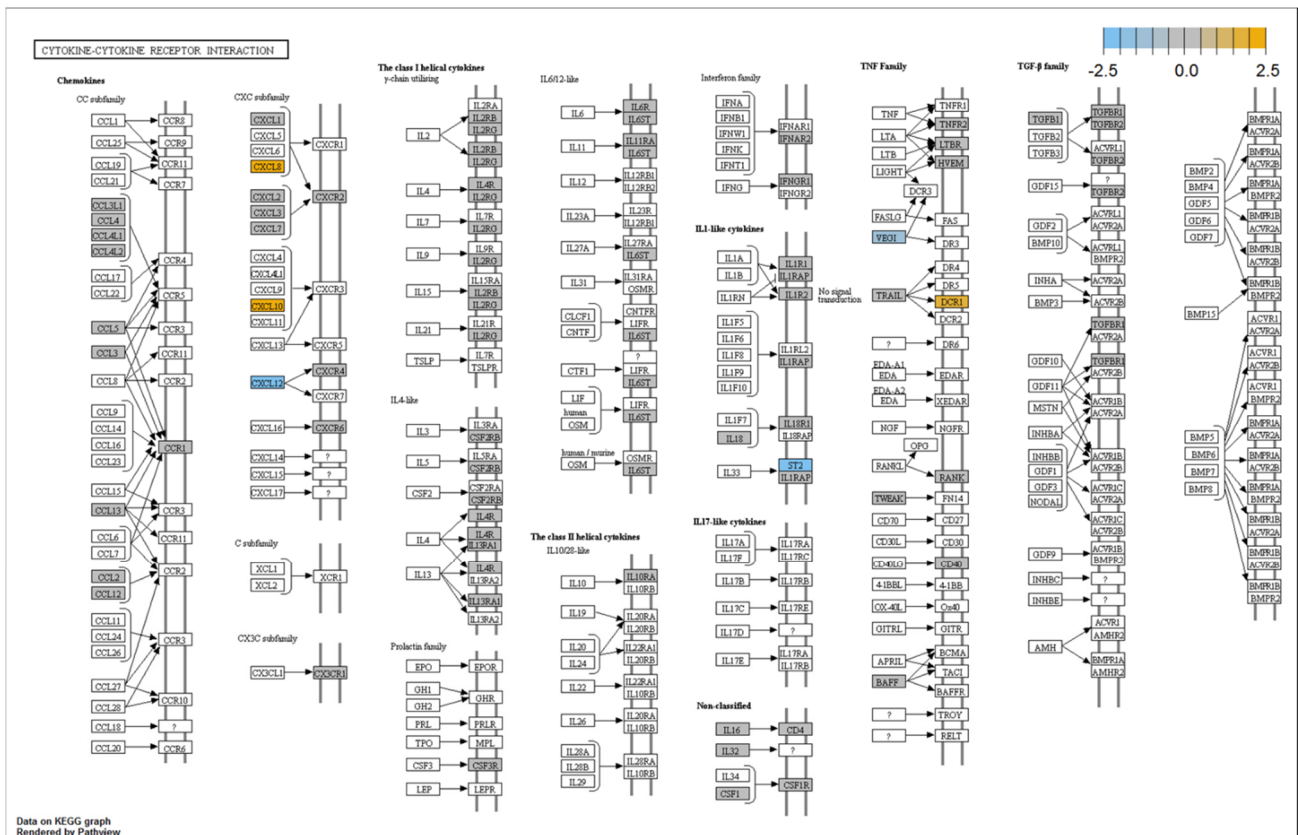 CYTOKINE-CYTOKINE RECEPTOR INTERACTION
-2.5 0.0 2.5
Chemokines
CC subfamily
CCL1
CCL25
CCL19
CCL21
CCL3L1
CCL4
CCL4L1
CCL4L2
CCL17
CCL22
CCL5
CCL3
CCL8
CCL9
CCL14
CCL16
CCL23
CCL15
CCL13
CCL6
CCL7
CCL2
CCL12
CCL11
CCL24
CCL26
CCL27
CCL28
CCL18
CCL20
CCR8
CCR9
CCR11
CCR7
CCR4
CCR5
CCR3
CCR11
CCR2
CCR1
CCR3
CCR11
CCR2
CCR3
CCR10
?
CCR6
CXC subfamily
CXCL1
CXCL5
CXCL6
CXCL8
CXCL2
CXCL3
CXCL7
CXCL4
CXCL4L1
CXCL9
CXCL10
CXCL11
CXCL13
CXCL12
CXCL16
CXCL14
CXCL15
CXCL17
CXCR1
CXCR2
CXCR3
CXCR5
CXCR4
CXCR7
CXCR6
?
?
?
C subfamily
XCL1
XCL2
XCR1
CX3C subfamily
CX3CL1
CX3CR1
The class I helical cytokines
γ-chain utilising
IL2
IL4
IL7
IL9
IL15
IL21
TSLP
IL2RA
IL2RB
IL2RG
IL2RB
IL2RG
IL4R
IL2RG
IL7R
IL2RG
IL9R
IL2RG
IL15RA
IL2RB
IL2RG
IL21R
IL2RG
IL7R
TSLPR
IL4-like
IL3
IL5
CSF2
IL4
IL13
IL3RA
CSF2RB
IL5RA
CSF2RB
CSF2RA
CSF2RB
IL4R
IL4R
IL13RA1
IL4R
IL13RA2
IL13RA1
IL13RA2
Prolactin family
EPO
GH1
GH2
PRL
TPO
CSF3
LEP
EPOR
GHR
PRLR
MPL
CSF3R
LEPR
IL6/12-like
IL6
IL11
IL12
IL23A
IL27A
IL31
CLCF1
CNTF
CTF1
LIF
human
OSM
human / murine
OSM
IL6R
IL6ST
IL11RA
IL6ST
IL12RB1
IL12RB2
IL23R
IL12RB1
IL27RA
IL6ST
IL31RA
OSMR
CNTFR
LIFR
IL6ST
?
LIFR
IL6ST
LIFR
IL6ST
OSMR
IL6ST
The class II helical cytokines
IL10/28-like
IL10
IL19
IL20
IL24
IL22
IL26
IL28A
IL28B
IL29
IL10RA
IL10RB
IL20RA
IL20RB
IL22RA1
IL20RB
IL22RA1
IL10RB
IL20RA
IL10RB
IL28RA
IL10RB
Interferon family
IFNA
IFNB1
IFNW1
IFNK
IFNT1
IFNG
IFNAR1
IFNAR2
IFNGR1
IFNGR2
IL1-like cytokines
IL1A
IL1B
IL1RN
IL1F5
IL1F6
IL1F8
IL1F9
IL1F10
IL1F7
IL18
IL33
IL1R1
IL1RAP
IL1R2
No signal
transduction
IL1RL2
IL1RAP
IL18R1
IL18RAP
ST2
IL1RAP
IL17-like cytokines
IL17A
IL17F
IL17B
IL17C
IL17D
IL17E
IL17RA
IL17RC
IL17RB
IL17RE
?
IL17RA
IL17RB
Non-classified
IL16
IL32
IL34
CSF1
CD4
?
CSF1R
TNF Family
TNF
LTA
LTB
LIGHT
DCR3
FASLG
VEGI
TRAIL
?
EDA-A1
EDA
EDA-A2
EDA
NGF
OPG
RANKL
TWEAK
CD70
CD30L
CD40LG
4-1BBL
OX-40L
GITRL
APRIL
BAFF
?
?
TNFR1
TNFR2
LTBR
HVEM
FAS
DR3
DR4
DR5
DCR1
DCR2
DR6
EDAR
XEDAR
NGFR
RANK
FN14
CD27
CD30
CD40
4-1BB
Ox40
GITR
BCMA
TACI
BAFFR
TROY
RELT
TGF-β family
TGFB1
TGFB2
TGFB3
GDF15
GDF2
BMP10
INHA
BMP3
GDF10
GDF11
MSTN
INHBA
INHBB
GDF1
GDF3
NODAL
GDF9
INHBC
INHBE
AMH
TGFBR1
TGFBR2
ACVRL1
TGFBR2
?
TGFBR2
ACVRL1
ACVR2A
ACVRL1
BMPR2
ACVR2A
ACVR2B
TGFBR1
ACVR2A
TGFBR1
ACVR2B
ACVR1B
ACVR2A
ACVR1B
ACVR2B
ACVR1C
ACVR2A
ACVR1C
ACVR2B
ACVR1B
BMPR2
?
?
ACVR1
AMHR2
BMPR1A
AMHR2
BMP2
BMP4
GDF5
GDF6
GDF7
BMP15
BMP5
BMP6
BMP7
BMP8
BMPR1A
ACVR2A
BMPR1A
ACVR2B
BMPR1A
BMPR2
BMPR1B
ACVR2A
BMPR1B
ACVR2B
BMPR1B
BMPR2
ACVR1
ACVR2A
ACVR1
ACVR2B
ACVR1
BMPR2
BMPR1A
ACVR2A
BMPR1A
ACVR2B
BMPR1A
BMPR2
BMPR1B
ACVR2A
BMPR1B
ACVR2B
BMPR1B
BMPR2
Data on KEGG graph
Rendered by Pathview